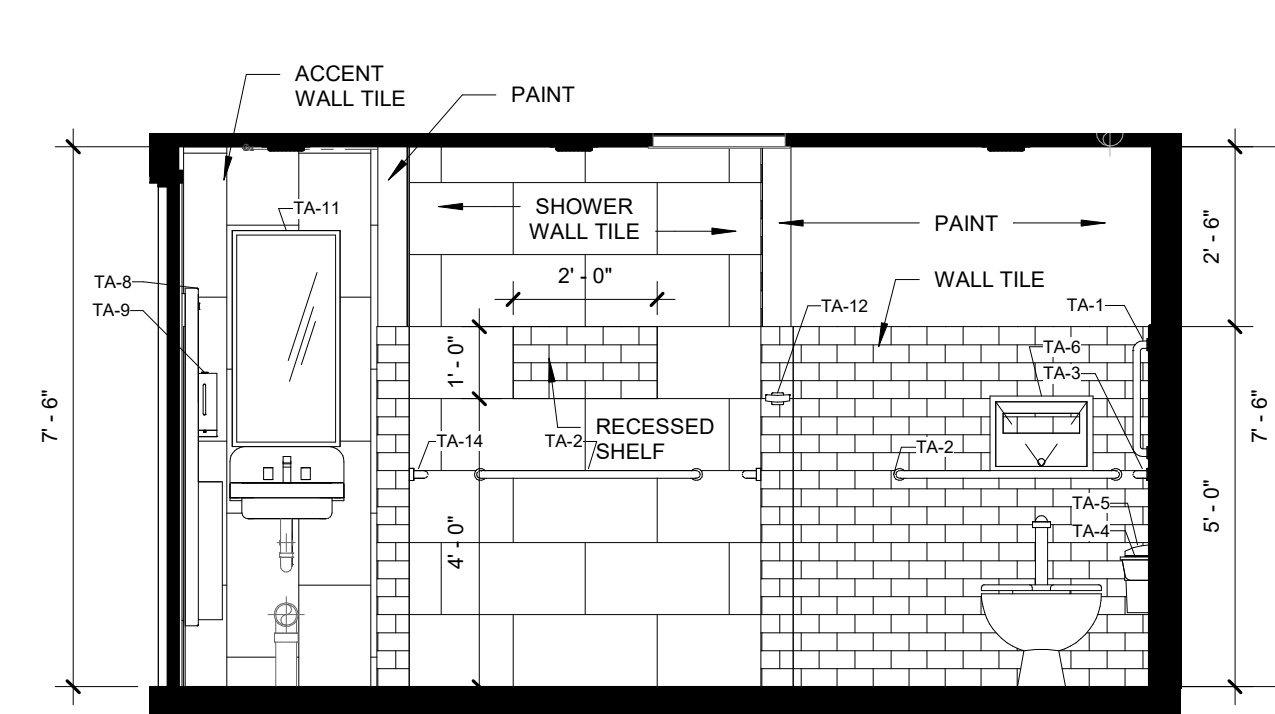 ACCENT
WALL TILE
PAINT
TA-11
SHOWER
WALL TILE
PAINT
2' - 6"
TA-8
TA-9
2' - 0"
WALL TILE
TA-12
TA-1
1' - 0"
TA-6
TA-3
7' - 6"
7' - 6"
RECESSED
SHELF
TA-14
TA-2
TA-2
4' - 0"
TA-5
TA-4
5' - 0"